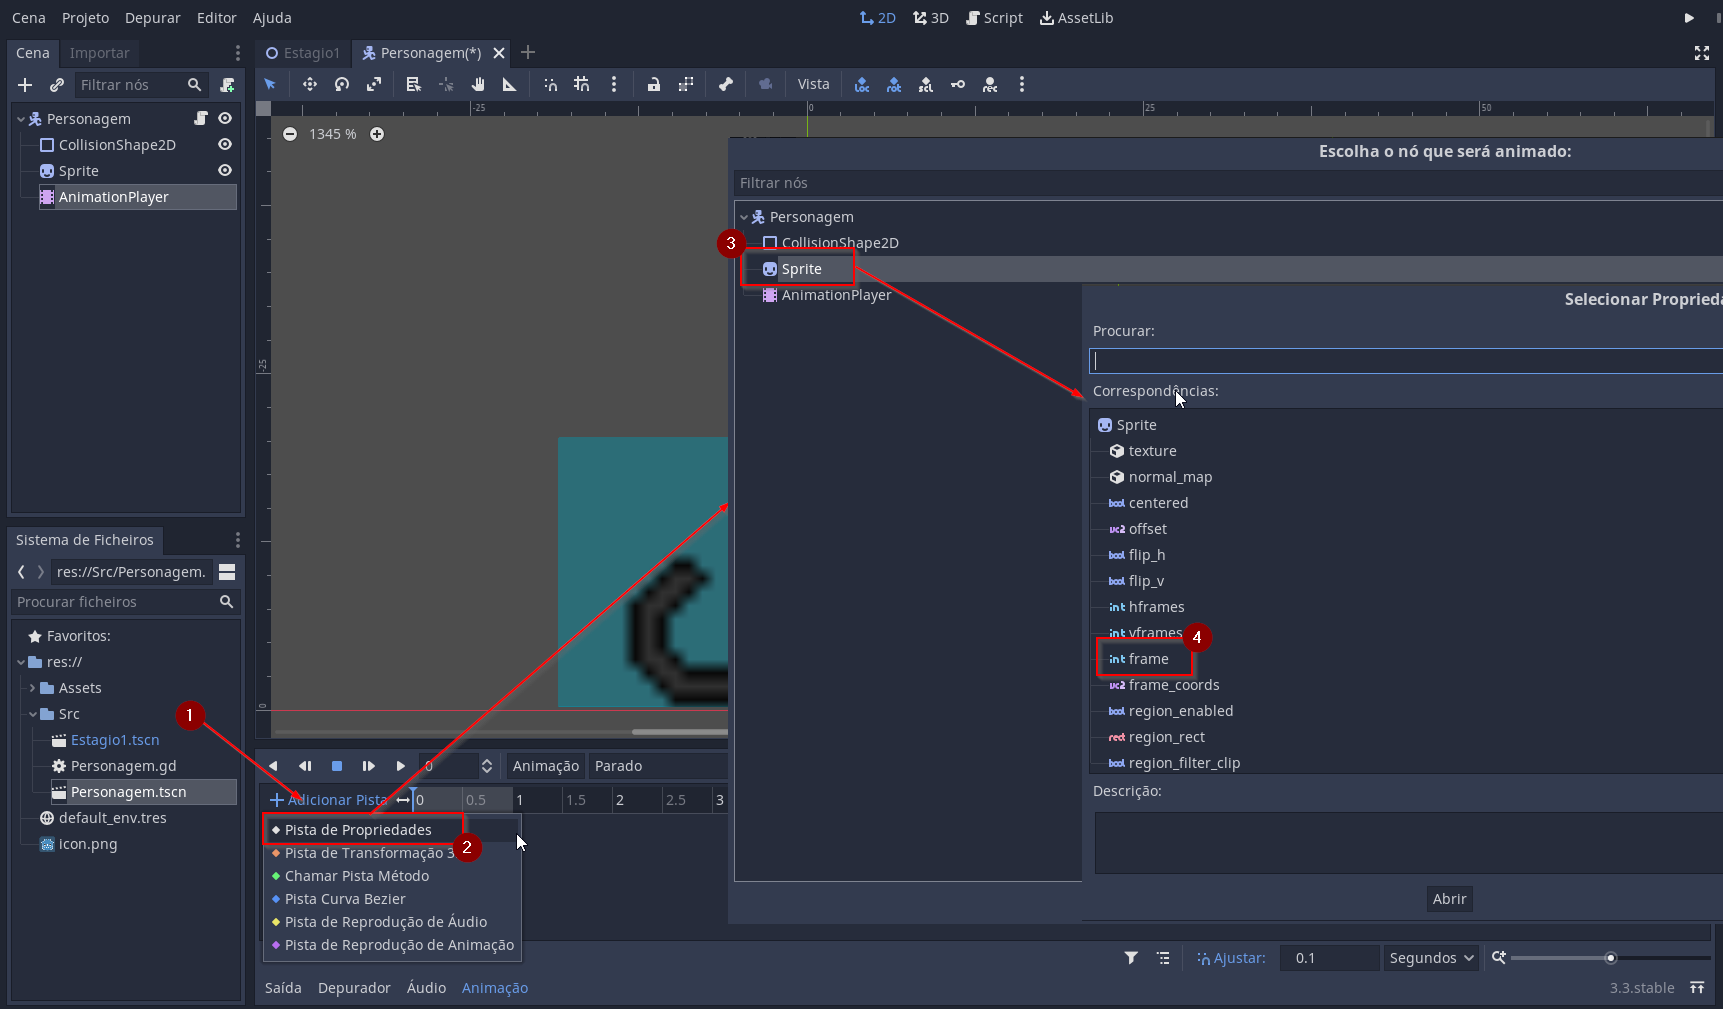 Cena Projeto Depurar Editor Ajuda
2D 3D Script AssetLib
Cena Importar
Estagio1 Personagem(*)
Filtrar nós
Vista Loc rot scl rec
Personagem
CollisionShape2D
Sprite
AnimationPlayer
-25 0 25 50
1345 %
-25
0
Escolha o nó que será animado:
Filtrar nós
Personagem
3
CollisionShape2D
Sprite
AnimationPlayer
Selecionar Proprieda
Procurar:
Correspondências:
Sprite
texture
normal_map
bool centered
vc2 offset
bool flip_h
bool flip_v
int hframes
int vframes
4
int frame
vc2 frame_coords
bool region_enabled
rect region_rect
bool region_filter_clip
Descrição:
Abrir
Sistema de Ficheiros
res://Src/Personagem.
Procurar ficheiros
Favoritos:
res://
Assets
Src
1
Estagio1.tscn
Personagem.gd
Personagem.tscn
default_env.tres
icon.png
0 Animação Parado
Adicionar Pista 0 0.5 1 1.5 2 2.5 3
Pista de Propriedades
2
Pista de Transformação 3
Chamar Pista Método
Pista Curva Bezier
Pista de Reprodução de Áudio
Pista de Reprodução de Animação
Ajustar: 0.1 Segundos
Saída Depurador Áudio Animação
3.3.stable